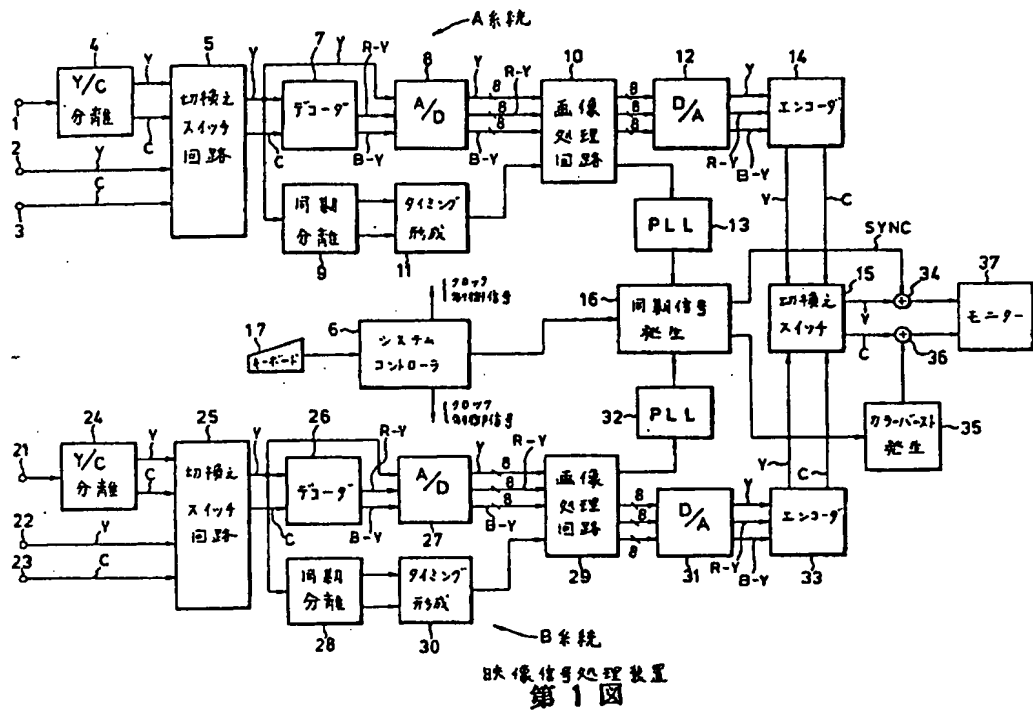 A系統
4
Y/C
分離
Y
C
1
2
Y
3
C
5
切換え
スイッチ
回路
Y
C
7
デコーダ
Y
R-Y
B-Y
8
A/D
Y
8
R-Y
8
B-Y
8
10
画像
処理
回路
8
8
8
12
D/A
Y
R-Y
B-Y
14
エンコーダ
同期
分離
9
タイミング
形成
11
PLL
13
Y
C
SYNC
クロック
制御信号
17
キーボード
6
システム
コントローラ
クロック
制御信号
16
同期信号
発生
15
切換え
スイッチ
Y
C
34
36
37
モニター
32
PLL
カラーバースト
発生
35
Y
C
21
24
Y/C
分離
Y
C
22
Y
23
C
25
切換え
スイッチ
回路
Y
C
26
デコーダ
R-Y
B-Y
A/D
27
Y
8
R-Y
8
B-Y
8
画像
処理
回路
29
8
8
8
D/A
31
Y
R-Y
B-Y
エンコーダ
33
同期
分離
28
タイミング
形成
30
B系統
映像信号処理装置
第1図